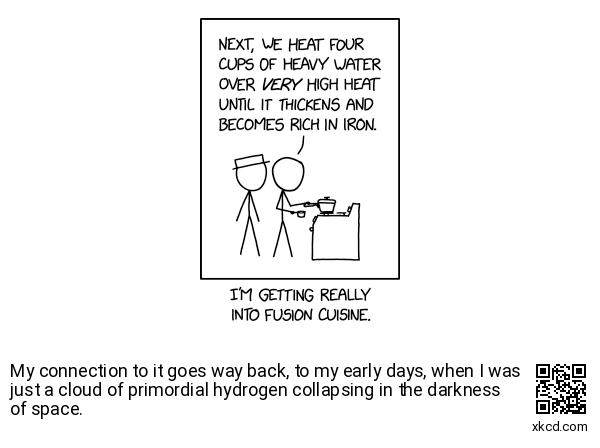 NEXT, WE HEAT FOUR
CUPS OF HEAVY WATER
OVER VERY HIGH HEAT
UNTIL IT THICKENS AND
BECOMES RICH IN IRON.
I'M GETTING REALLY
INTO FUSION CUISINE.
My connection to it goes way back, to my early days, when I was
just a cloud of primordial hydrogen collapsing in the darkness
of space.
xkcd.com